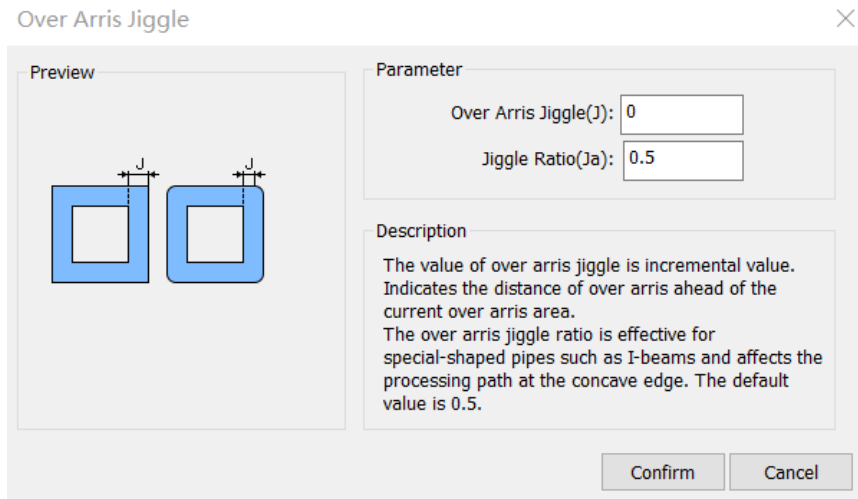 Over Arris Jiggle
Preview
J
J
Parameter
Over Arris Jiggle(J): 0
Jiggle Ratio(Ja): 0.5
Description
The value of over arris jiggle is incremental value.
Indicates the distance of over arris ahead of the
current over arris area.
The over arris jiggle ratio is effective for
special-shaped pipes such as I-beams and affects the
processing path at the concave edge. The default
value is 0.5.
Confirm
Cancel